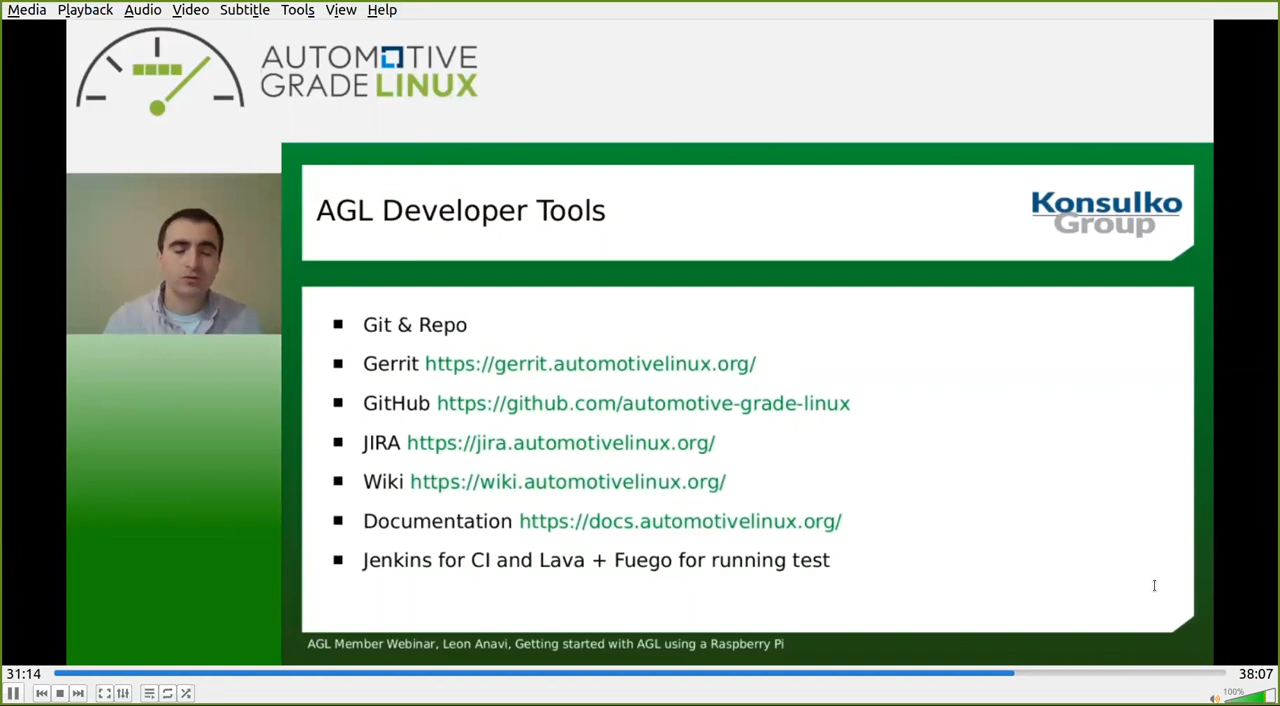 Media Playback Audio Video Subtitle Tools View Help
AUTOMOTIVE
GRADE LINUX
AGL Developer Tools
Konsulko
Group
Git & Repo
Gerrit https://gerrit.automotivelinux.org/
GitHub https://github.com/automotive-grade-linux
JIRA https://jira.automotivelinux.org/
Wiki https://wiki.automotivelinux.org/
Documentation https://docs.automotivelinux.org/
Jenkins for CI and Lava + Fuego for running test
AGL Member Webinar, Leon Anavi, Getting started with AGL using a Raspberry Pi
31:14 38:07
100%